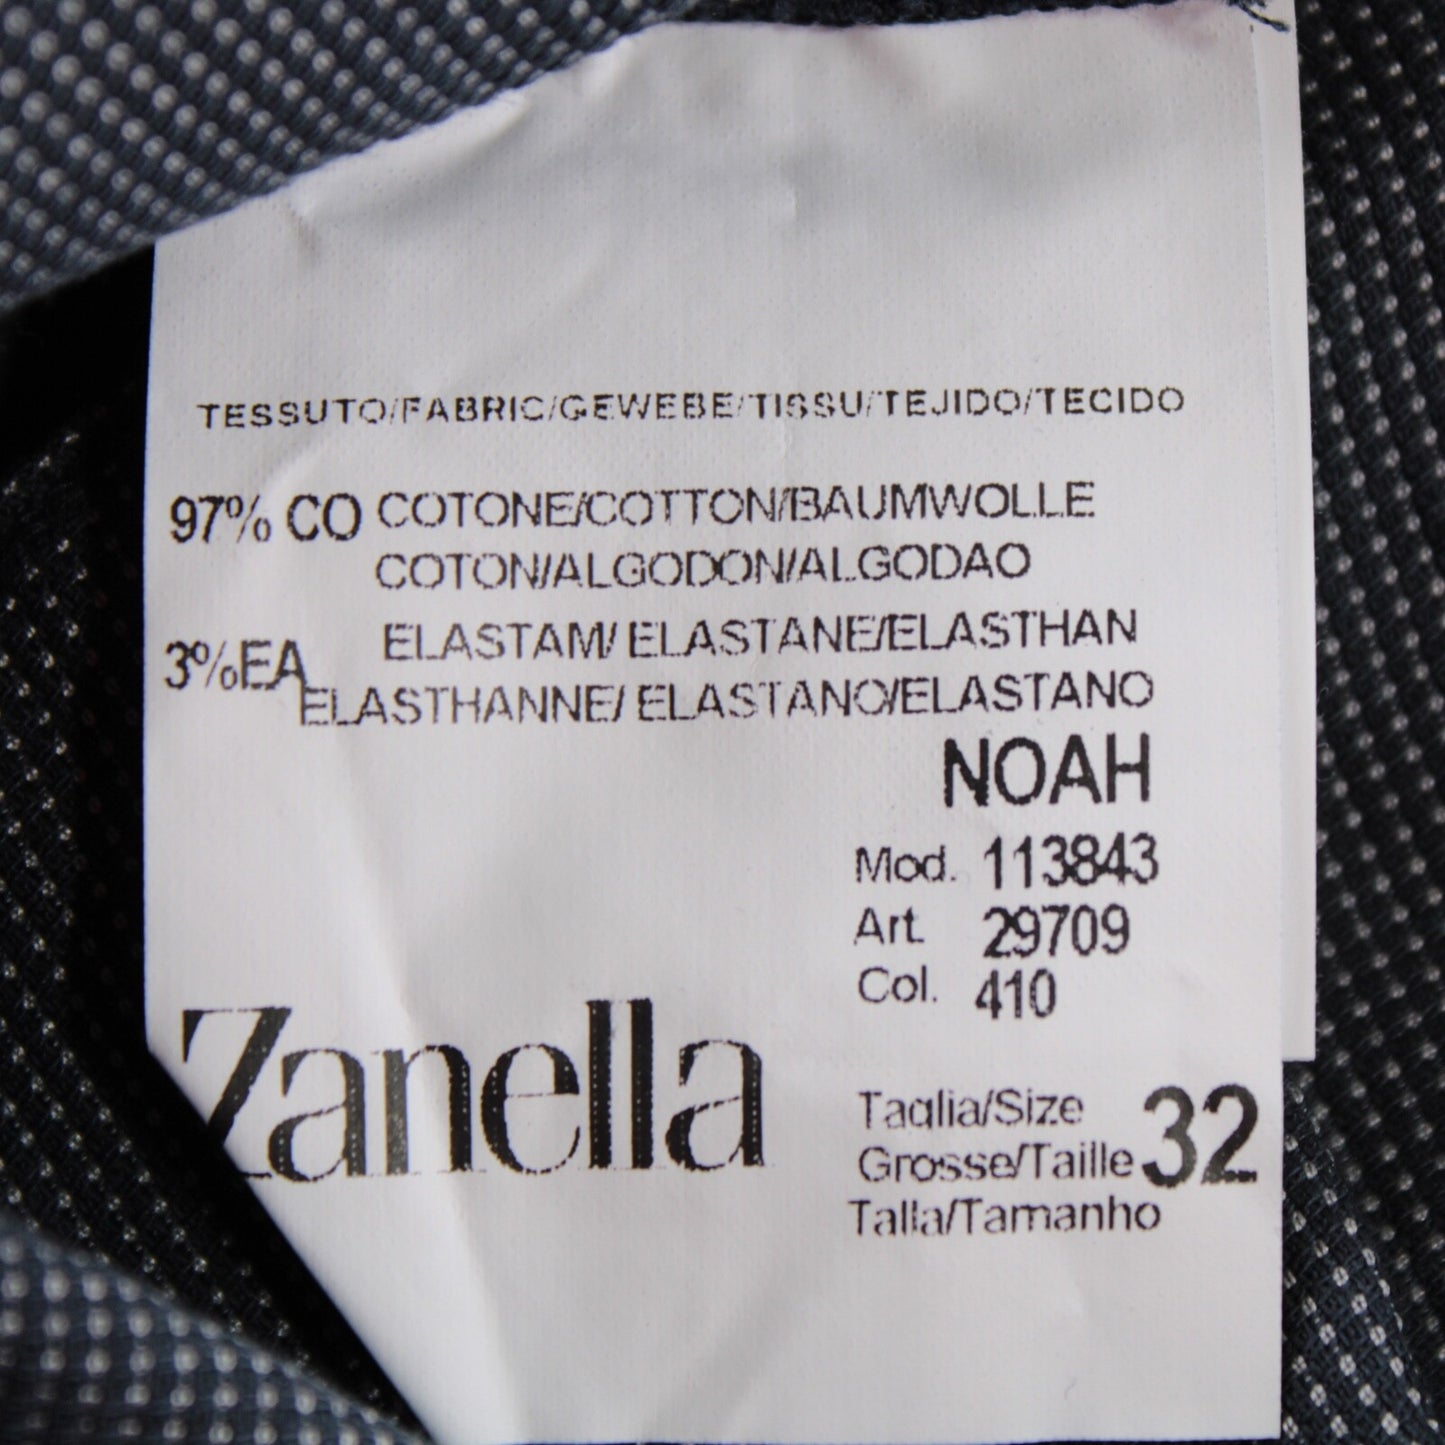 TESSUTO/FABRIC/GEWEBE/TISSU/TEJIDO/TECIDO
97% CO COTONE/COTTON/BAUMWOLLE
COTON/ALGODON/ALGODAO
3%EA ELASTAM/ ELASTANE/ELASTHAN
ELASTHANNE/ ELASTANO/ELASTANO
NOAH
Mod. 113843
Art. 29709
Col. 410
Zanella
Taglia/Size
Grosse/Taille 32
Talla/Tamanho